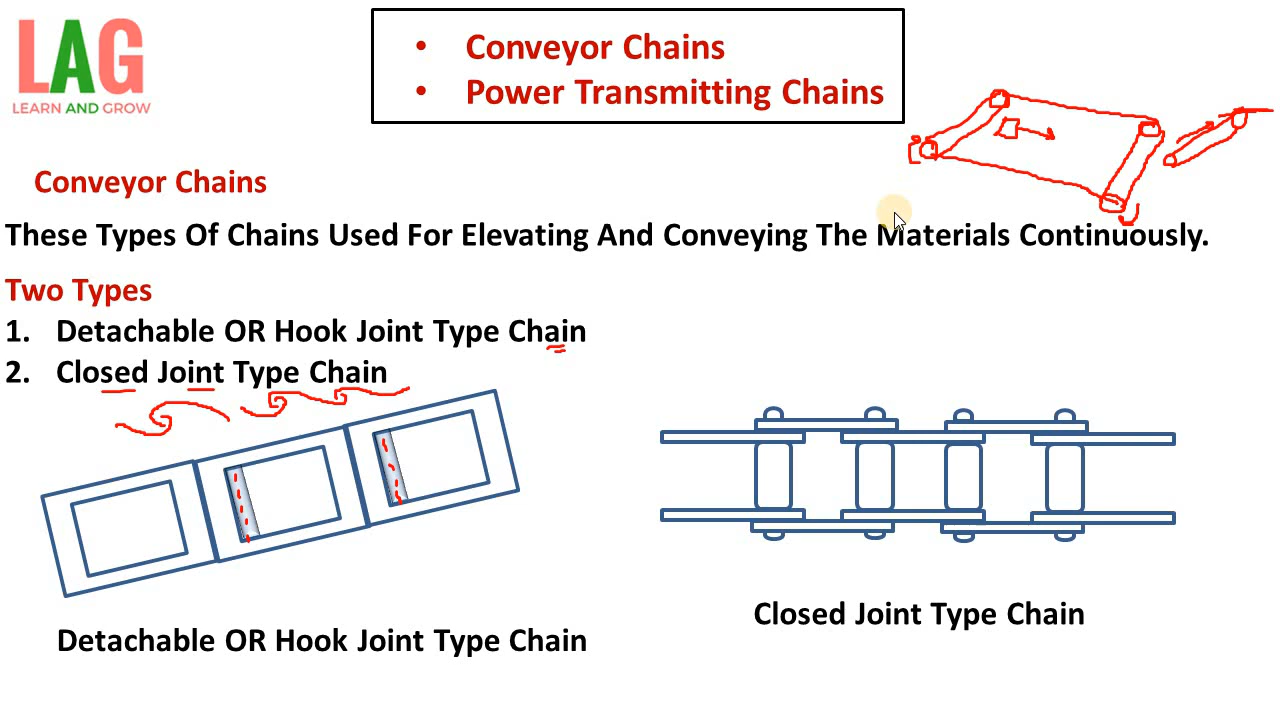 LAG
LEARN AND GROW
• Conveyor Chains
• Power Transmitting Chains
Conveyor Chains
These Types Of Chains Used For Elevating And Conveying The Materials Continuously.
Two Types
1. Detachable OR Hook Joint Type Chain
2. Closed Joint Type Chain
Detachable OR Hook Joint Type Chain
Closed Joint Type Chain